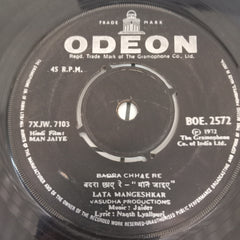 TRADE MARK
ODEON
Regd. Trade Mark of The Gramophone Co., Ltd.
45 R.P.M.
7XJW. 7103
BOE. 2572
Hindi Film:
MAN JAIYE
℗ 1972
The Gramophone
Co. of India Ltd.
BADRA CHHAE RE
बदरा छाए रे - "मान जाइए"
LATA MANGESHKAR
VASUDHA PRODUCTIONS
Music: Jaidev
Lyric: Naqsh Lyallpuri